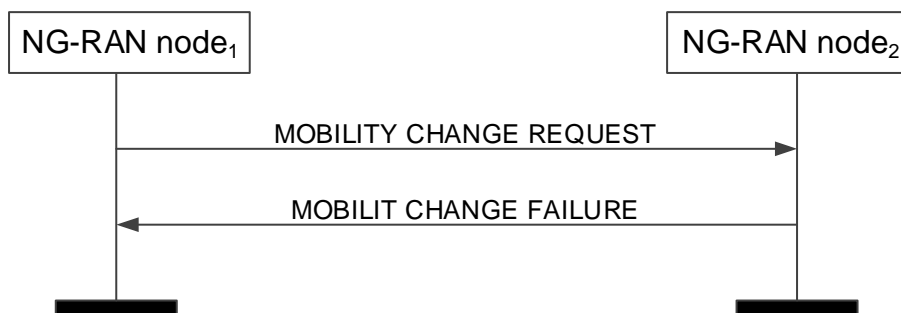 NG-RAN node₁
NG-RAN node₂
MOBILITY CHANGE REQUEST
MOBILIT CHANGE FAILURE